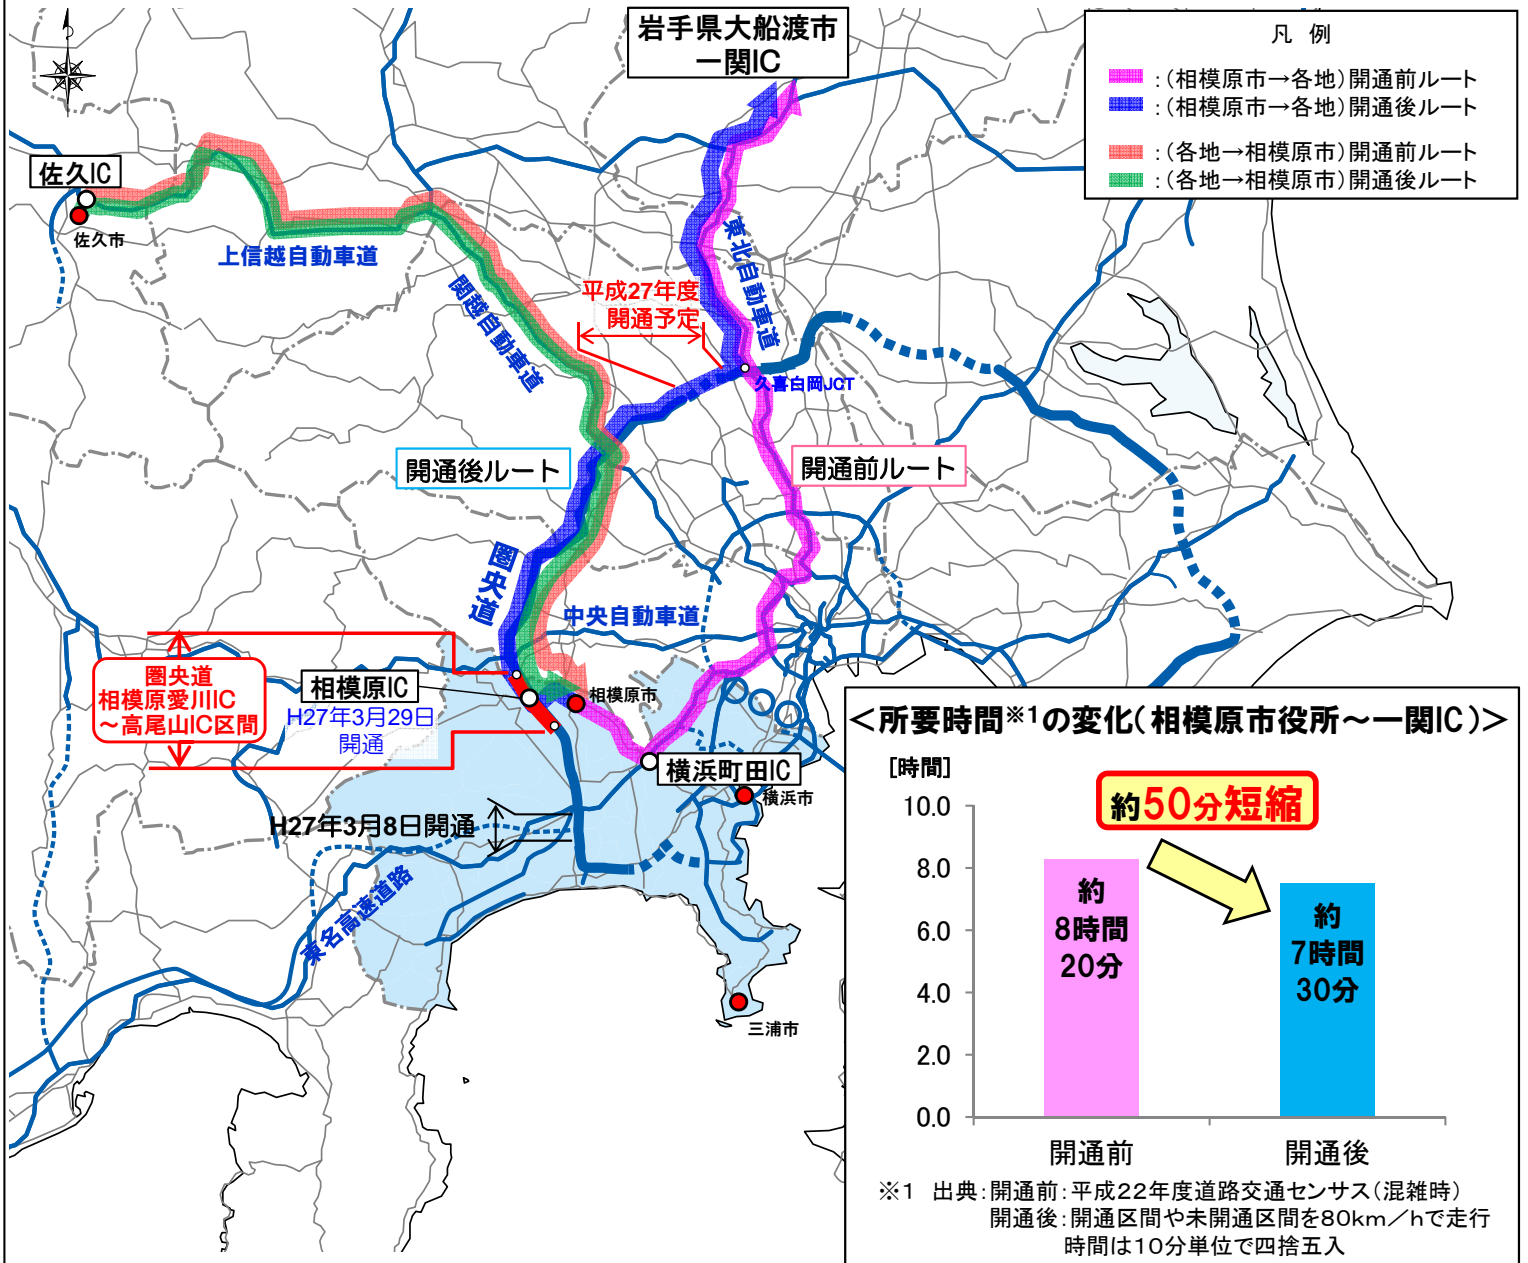 岩手県大船渡市
一関IC
凡 例
:(相模原市→各地)開通前ルート
:(相模原市→各地)開通後ルート
:(各地→相模原市)開通前ルート
:(各地→相模原市)開通後ルート
佐久IC
佐久市
上信越自動車道
関越自動車道
東北自動車道
平成27年度
開通予定
久喜白岡JCT
開通後ルート
開通前ルート
圏央道
中央自動車道
圏央道
相模原愛川IC
～高尾山IC区間
相模原IC
H27年3月29日
開通
相模原市
横浜町田IC
横浜市
H27年3月8日開通
東名高速道路
三浦市
＜所要時間※1の変化(相模原市役所～一関IC)＞
[時間]
約50分短縮
10.0
8.0
6.0
4.0
2.0
0.0
約
8時間
20分
約
7時間
30分
開通前
開通後
※1 出典:開通前:平成22年度道路交通センサス(混雑時)
開通後:開通区間や未開通区間を80km／hで走行
時間は10分単位で四捨五入